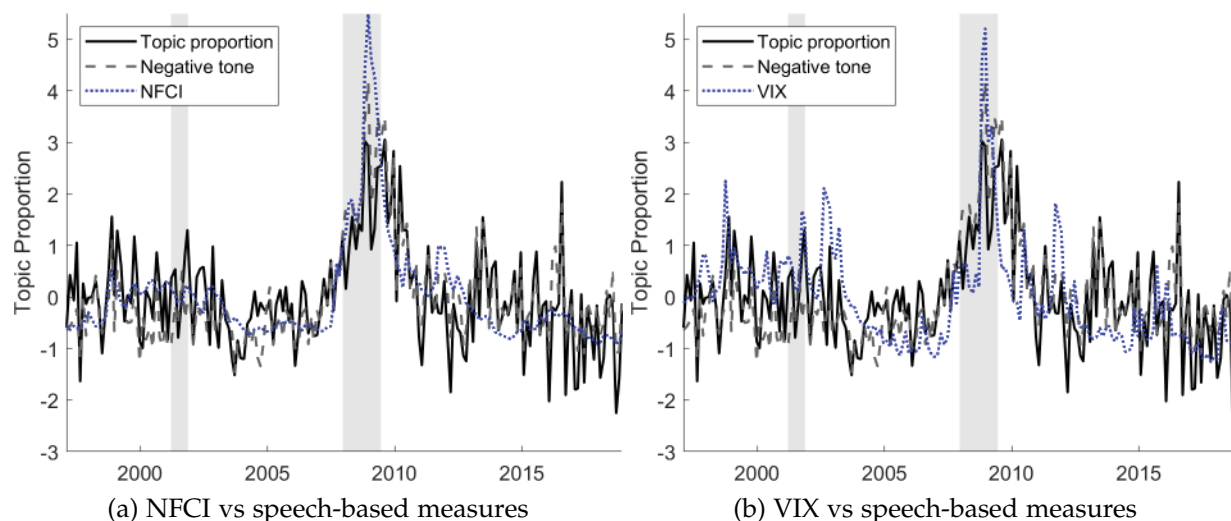 Topic proportion
Negative tone
NFCI
Topic Proportion
5
4
3
2
1
0
-1
-2
-3
2000 2005 2010 2015
(a) NFCI vs speech-based measures
Topic proportion
Negative tone
VIX
Topic Proportion
5
4
3
2
1
0
-1
-2
-3
2000 2005 2010 2015
(b) VIX vs speech-based measures